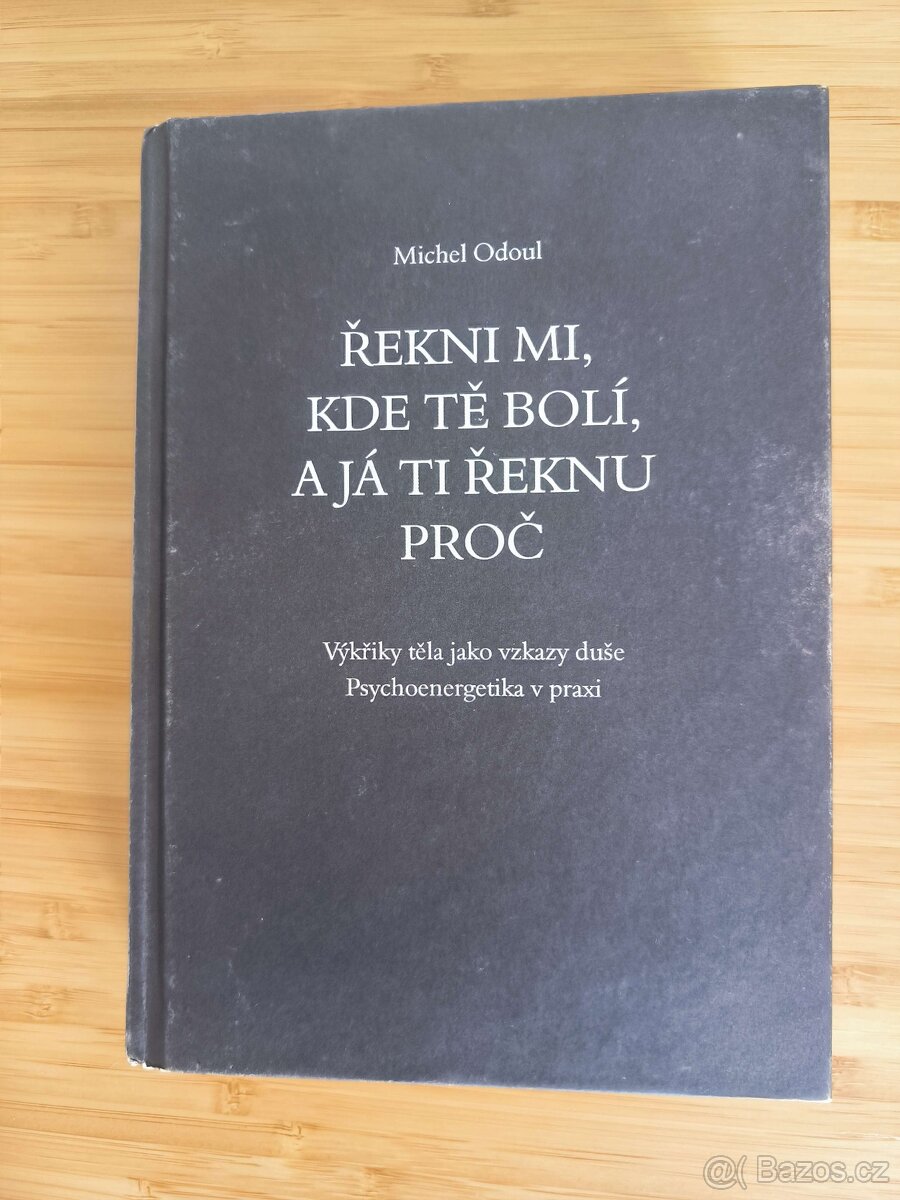 Michel Odoul
ŘEKNI MI,
KDE TĚ BOLÍ,
A JÁ TI ŘEKNU
PROČ
Výkřiky těla jako vzkazy duše
Psychoenergetika v praxi
@( Bazos.cz